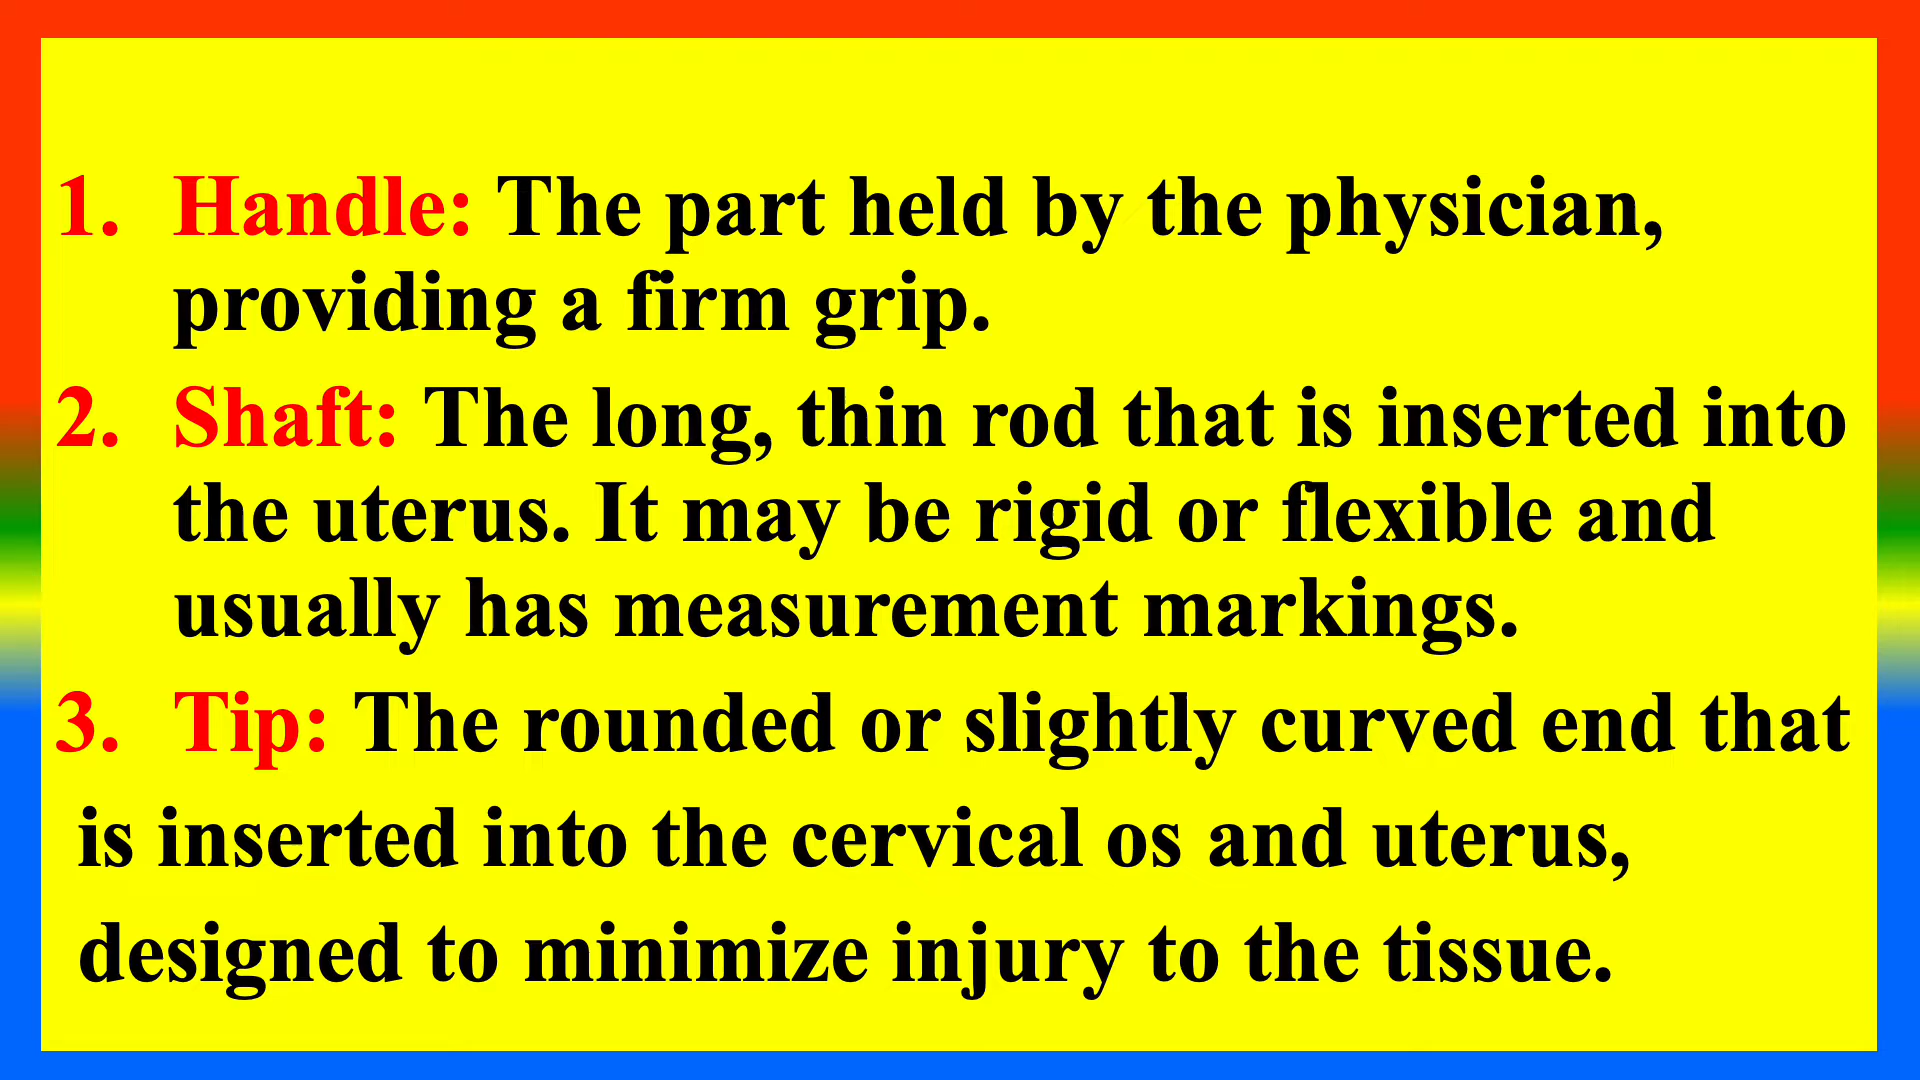 1. Handle: The part held by the physician,
providing a firm grip.
2. Shaft: The long, thin rod that is inserted into
the uterus. It may be rigid or flexible and
usually has measurement markings.
3. Tip: The rounded or slightly curved end that
is inserted into the cervical os and uterus,
designed to minimize injury to the tissue.